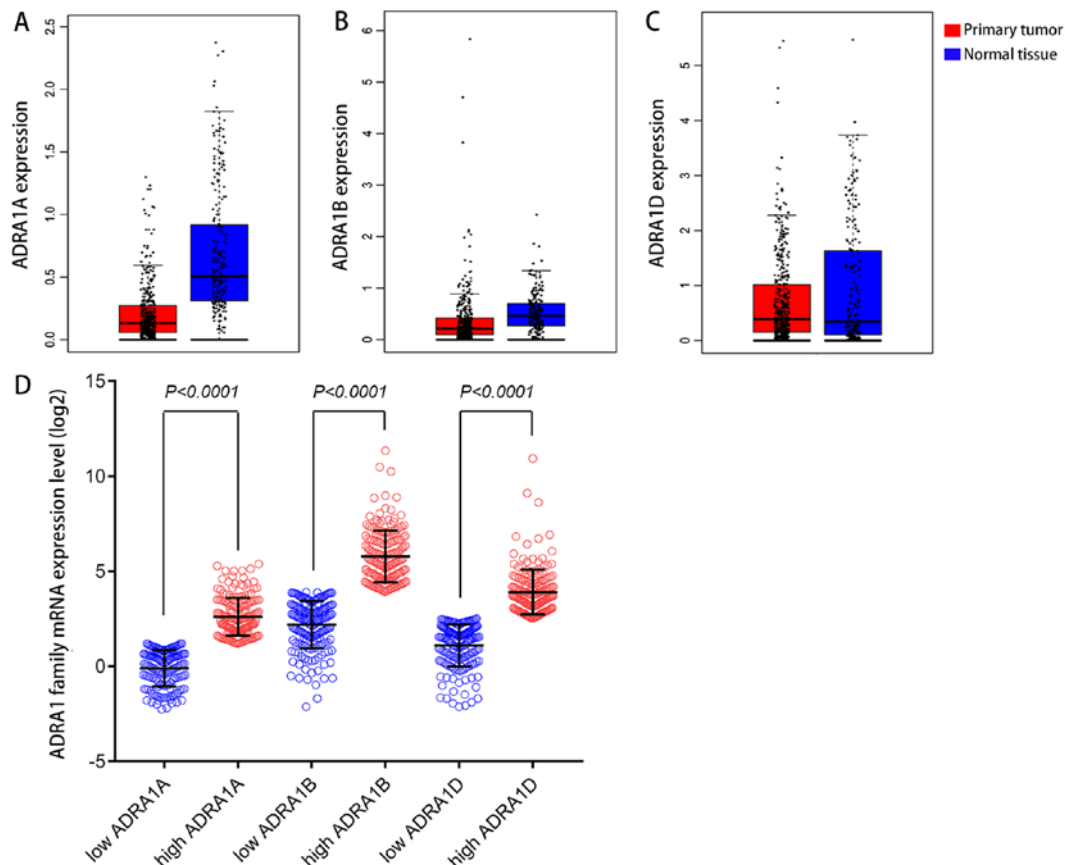 A
ADRA1A expression
2.5
2.0
1.5
1.0
0.5
0.0
B
ADRA1B expression
6
5
4
3
2
1
0
C
ADRA1D expression
5
4
3
2
1
0
Primary tumor
Normal tissue
D
ADRA1 family mRNA expression level (log2)
15
10
5
0
-5
P<0.0001
P<0.0001
P<0.0001
low ADRA1A
high ADRA1A
low ADRA1B
high ADRA1B
low ADRA1D
high ADRA1D